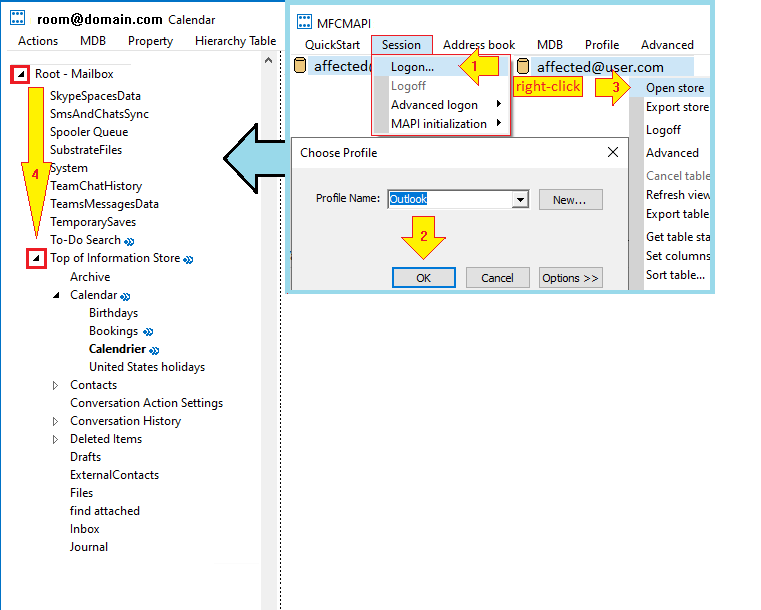 room@domain.com Calendar
Actions MDB Property Hierarchy Table
Root - Mailbox
SkypeSpacesData
SmsAndChatsSync
Spooler Queue
SubstrateFiles
System
TeamChatHistory
TeamsMessagesData
TemporarySaves
To-Do Search
4
Top of Information Store
Archive
Calendar
Birthdays
Bookings
Calendrier
United States holidays
Contacts
Conversation Action Settings
Conversation History
Deleted Items
Drafts
ExternalContacts
Files
find attached
Inbox
Journal
MFCMAPI
QuickStart Session Address book MDB Profile Advanced
affected@
Logon... 1
Logoff
Advanced logon
MAPI initialization
affected@user.com
right-click 3
Open store
Export store
Logoff
Advanced
Cancel table
Refresh view
Export table
Get table sta
Set columns
Sort table...
Choose Profile
Profile Name: Outlook New...
2
OK Cancel Options >>